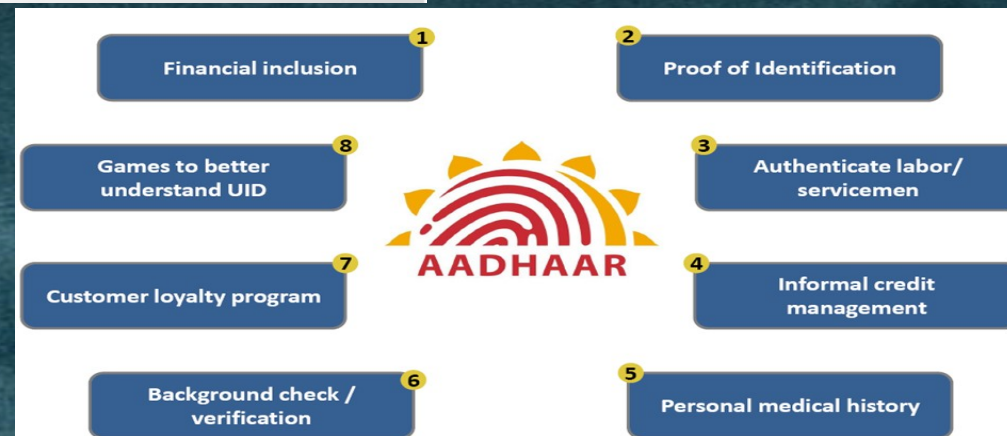 1
Financial inclusion
2
Proof of Identification
3
Authenticate labor/
servicemen
4
Informal credit
management
5
Personal medical history
6
Background check /
verification
7
Customer loyalty program
8
Games to better
understand UID
AADHAAR